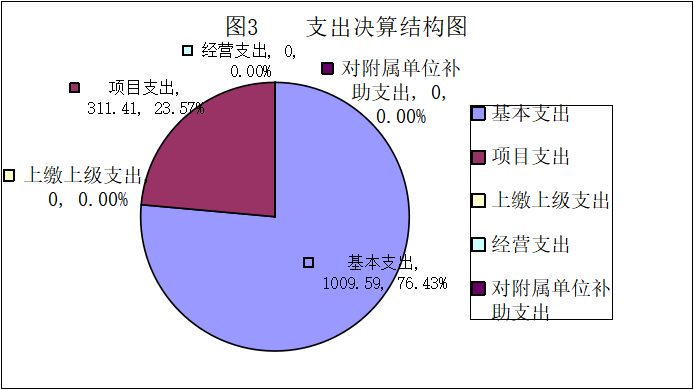 图3 支出决算结构图
经营支出, 0,
0.00%
对附属单位补
助支出, 0,
0.00%
项目支出,
311.41, 23.57%
上缴上级支出,
0, 0.00%
基本支出,
1009.59, 76.43%
基本支出
项目支出
上缴上级支出
经营支出
对附属单位补
助支出